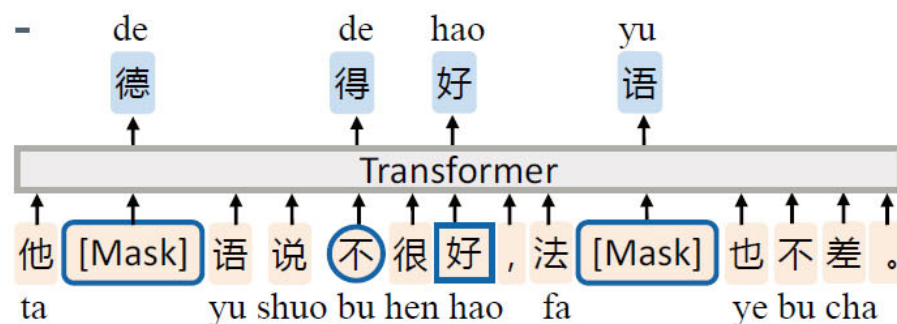 - de de hao yu
德 得 好 语
Transformer
他 [Mask] 语 说 不 很 好 , 法 [Mask] 也 不 差 。
ta yu shuo bu hen hao fa ye bu cha